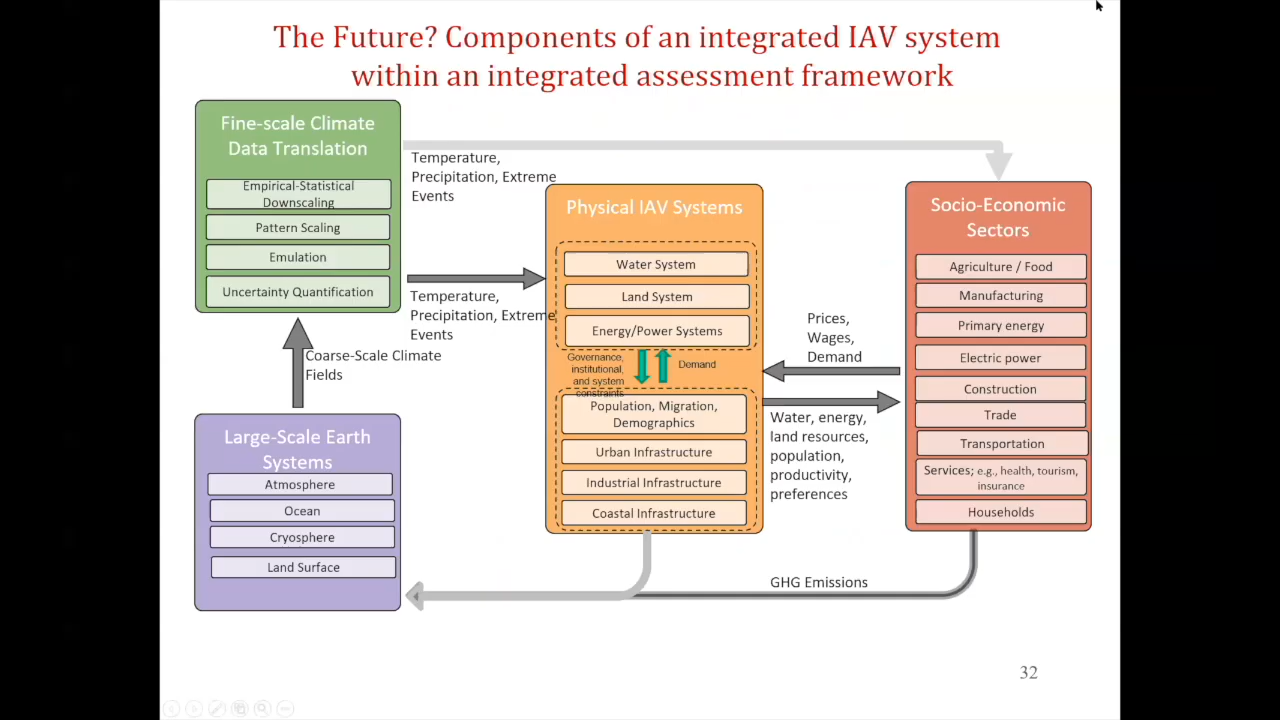 The Future? Components of an integrated IAV system
within an integrated assessment framework
Fine-scale Climate
Data Translation
Empirical-Statistical
Downscaling
Pattern Scaling
Emulation
Uncertainty Quantification
Temperature,
Precipitation, Extreme
Events
Temperature,
Precipitation, Extreme
Events
Coarse-Scale Climate
Fields
Large-Scale Earth
Systems
Atmosphere
Ocean
Cryosphere
Land Surface
Physical IAV Systems
Water System
Land System
Energy/Power Systems
Governance,
institutional,
and system
constraints
Demand
Population, Migration,
Demographics
Urban Infrastructure
Industrial Infrastructure
Coastal Infrastructure
Prices,
Wages,
Demand
Water, energy,
land resources,
population,
productivity,
preferences
Socio-Economic
Sectors
Agriculture / Food
Manufacturing
Primary energy
Electric power
Construction
Trade
Transportation
Services; e.g., health, tourism,
insurance
Households
GHG Emissions
32